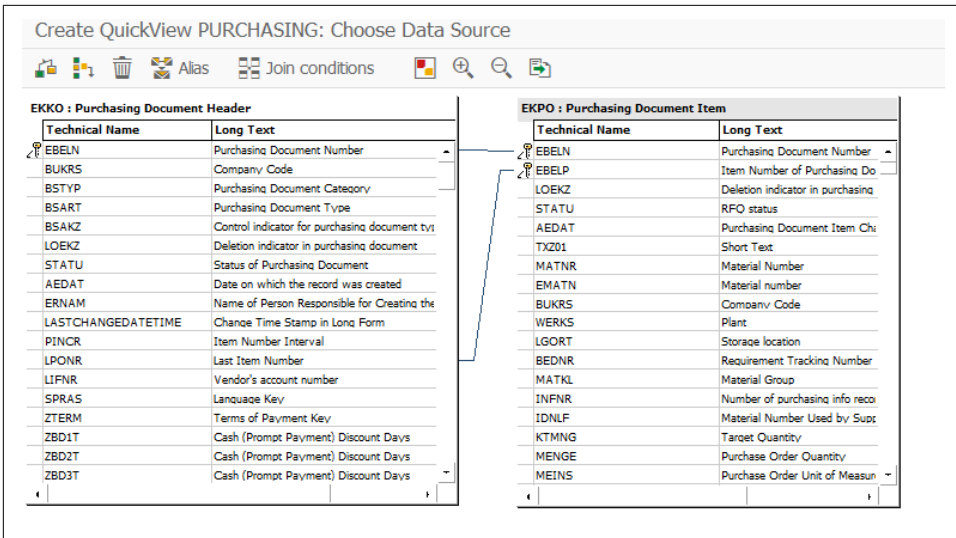 Create QuickView PURCHASING: Choose Data Source
Alias Join conditions
EKKO : Purchasing Document Header
Technical Name Long Text
EBELN Purchasing Document Number
BUKRS Company Code
BSTYP Purchasing Document Category
BSART Purchasing Document Type
BSAKZ Control indicator for purchasing document typ
LOEKZ Deletion indicator in purchasing document
STATU Status of Purchasing Document
AEDAT Date on which the record was created
ERNAM Name of Person Responsible for Creating the
LASTCHANGEDATETIME Change Time Stamp in Long Form
PINCR Item Number Interval
LPONR Last Item Number
LIFNR Vendor's account number
SPRAS Language Key
ZTERM Terms of Payment Key
ZBD1T Cash (Prompt Payment) Discount Days
ZBD2T Cash (Prompt Payment) Discount Days
ZBD3T Cash (Prompt Payment) Discount Days
EKPO : Purchasing Document Item
Technical Name Long Text
EBELN Purchasing Document Number
EBELP Item Number of Purchasing Do
LOEKZ Deletion indicator in purchasing
STATU RFQ status
AEDAT Purchasing Document Item Cha
TXZ01 Short Text
MATNR Material Number
EMATN Material number
BUKRS Company Code
WERKS Plant
LGORT Storage location
BEDNR Requirement Tracking Number
MATKL Material Group
INFNR Number of purchasing info recor
IDNLF Material Number Used by Supp
KTMNG Target Quantity
MENGE Purchase Order Quantity
MEINS Purchase Order Unit of Measur